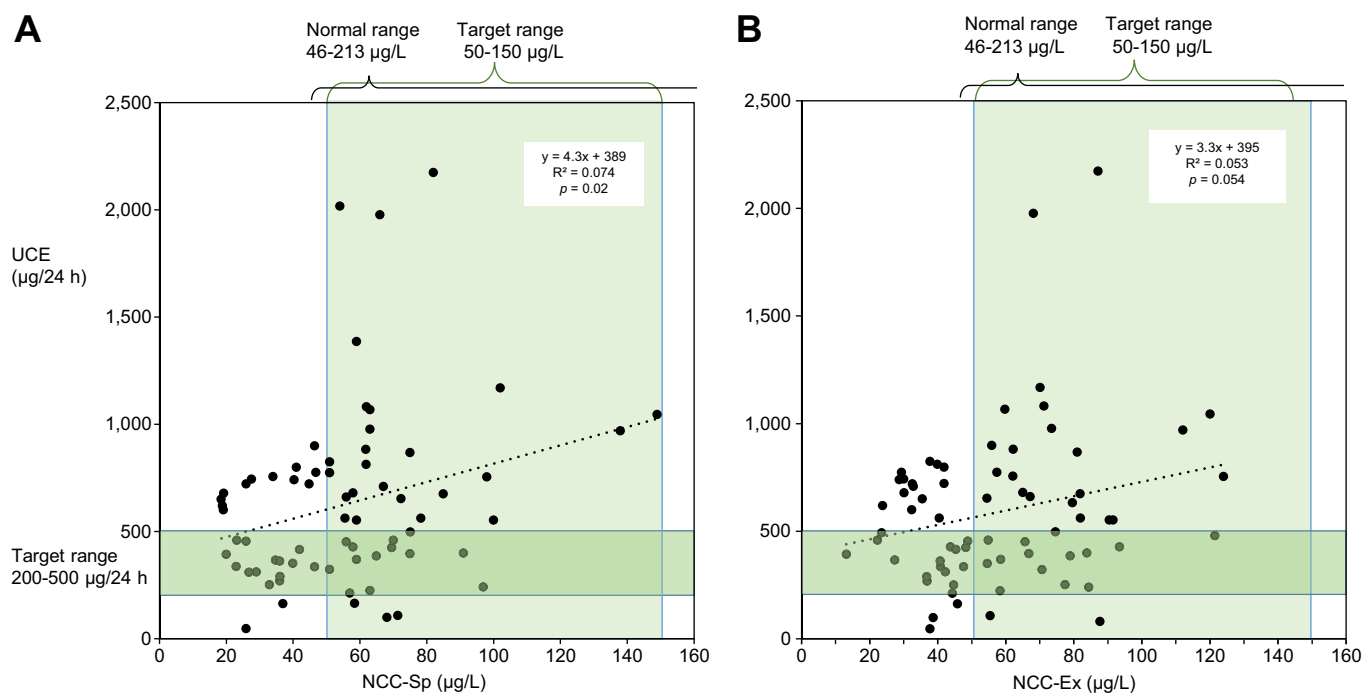 A
Normal range
46-213 µg/L
Target range
50-150 µg/L
2,500
2,000
1,500
1,000
500
0
UCE
(µg/24 h)
Target range
200-500 µg/24 h
y = 4.3x + 389
R² = 0.074
p = 0.02
0 20 40 60 80 100 120 140 160
NCC-Sp (µg/L)
B
Normal range
46-213 µg/L
Target range
50-150 µg/L
2,500
2,000
1,500
1,000
500
0
y = 3.3x + 395
R² = 0.053
p = 0.054
0 20 40 60 80 100 120 140 160
NCC-Ex (µg/L)